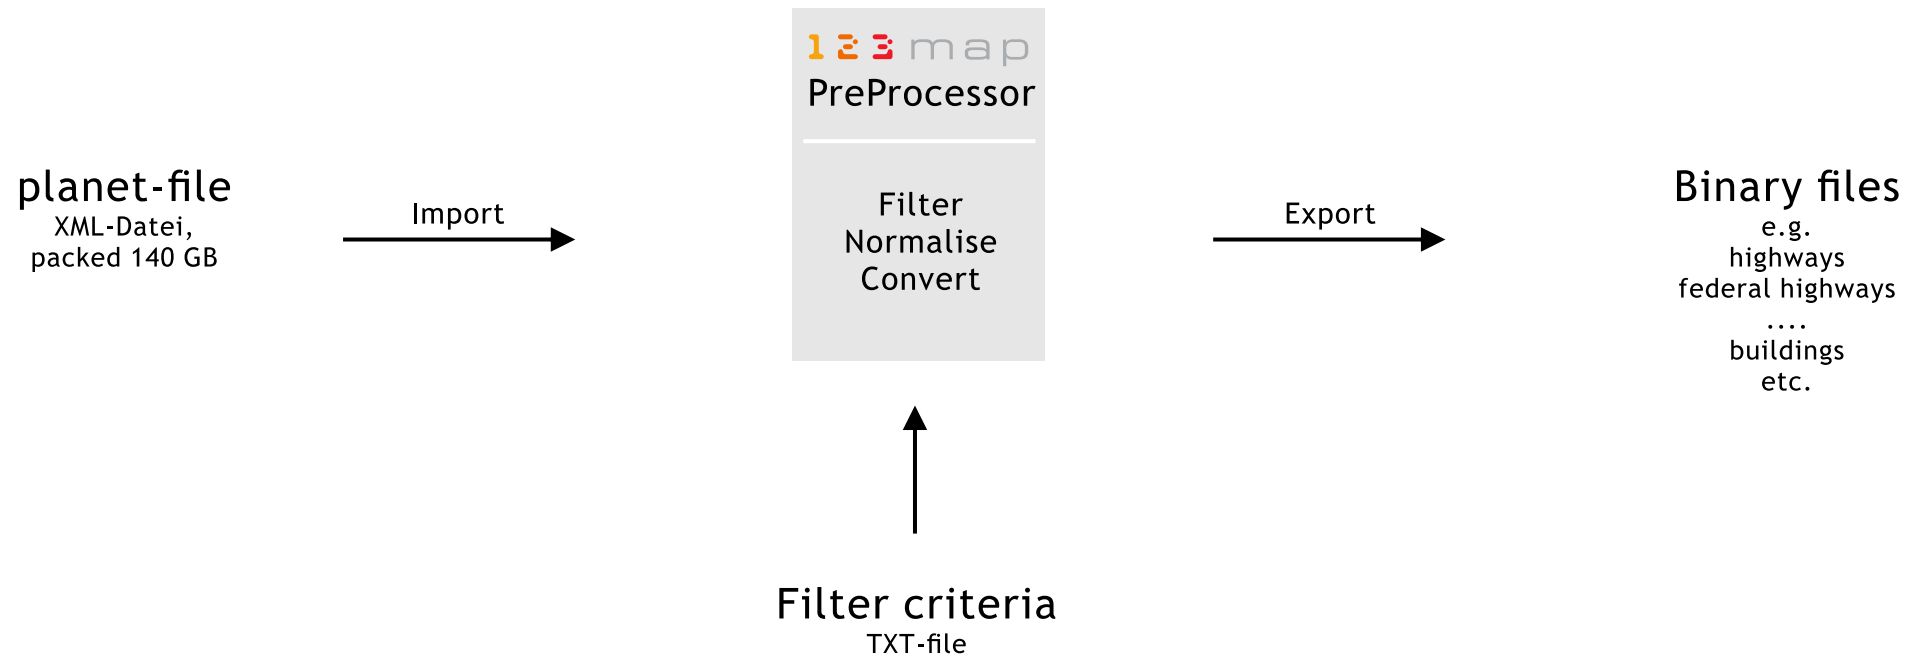 123map
PreProcessor
planet-file
XML-Datei,
packed 140 GB
Import
Filter
Normalise
Convert
Export
Binary files
e.g.
highways
federal highways
....
buildings
etc.
Filter criteria
TXT-file